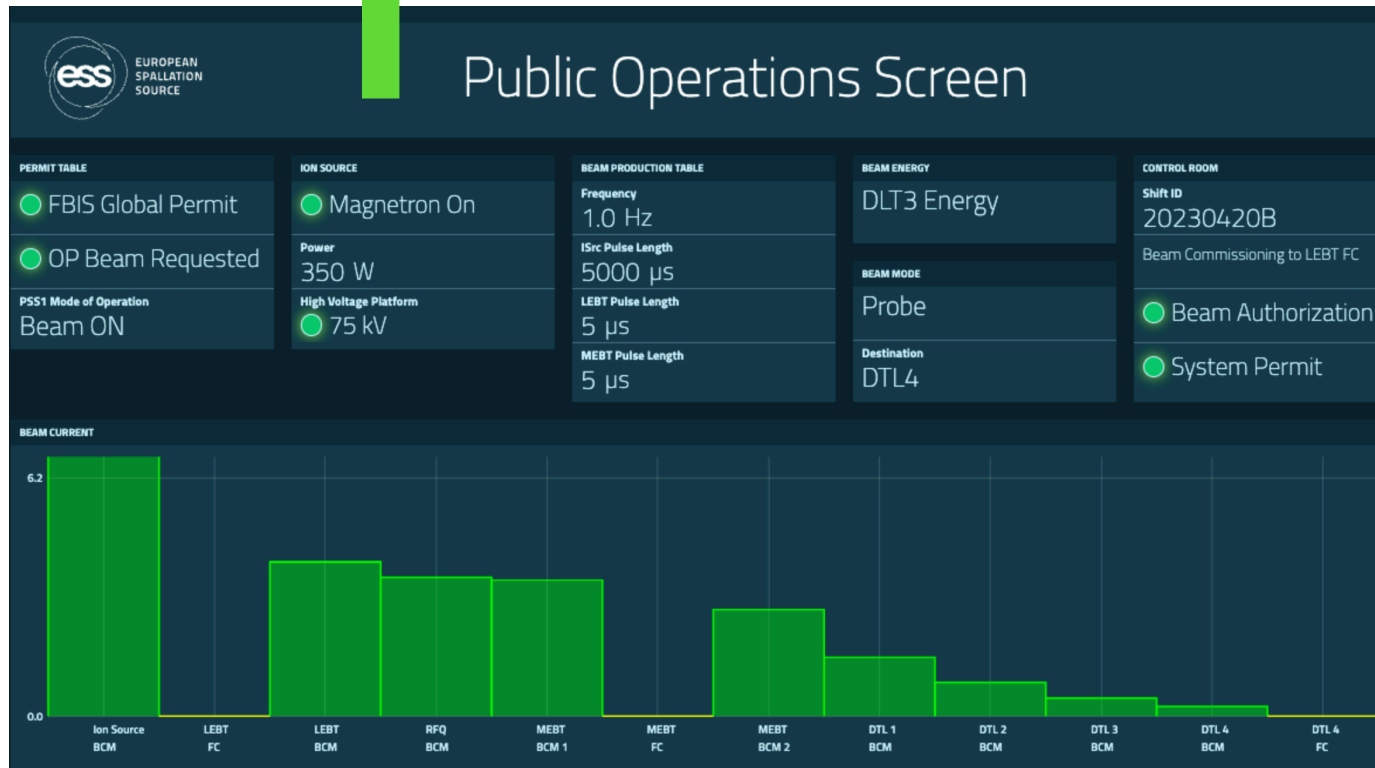 ess
EUROPEAN
SPALLATION
SOURCE
Public Operations Screen
PERMIT TABLE
FBIS Global Permit
OP Beam Requested
PSS1 Mode of Operation
Beam ON
ION SOURCE
Magnetron On
Power
350 W
High Voltage Platform
75 kV
BEAM PRODUCTION TABLE
Frequency
1.0 Hz
ISrc Pulse Length
5000 µs
LEBT Pulse Length
5 µs
MEBT Pulse Length
5 µs
BEAM ENERGY
DLT3 Energy
BEAM MODE
Probe
Destination
DTL4
CONTROL ROOM
Shift ID
20230420B
Beam Commissioning to LEBT FC
Beam Authorization
System Permit
BEAM CURRENT
6.2
0.0
Ion Source
BCM
LEBT
FC
LEBT
BCM
RFQ
BCM
MEBT
BCM 1
MEBT
FC
MEBT
BCM 2
DTL 1
BCM
DTL 2
BCM
DTL 3
BCM
DTL 4
BCM
DTL 4
FC